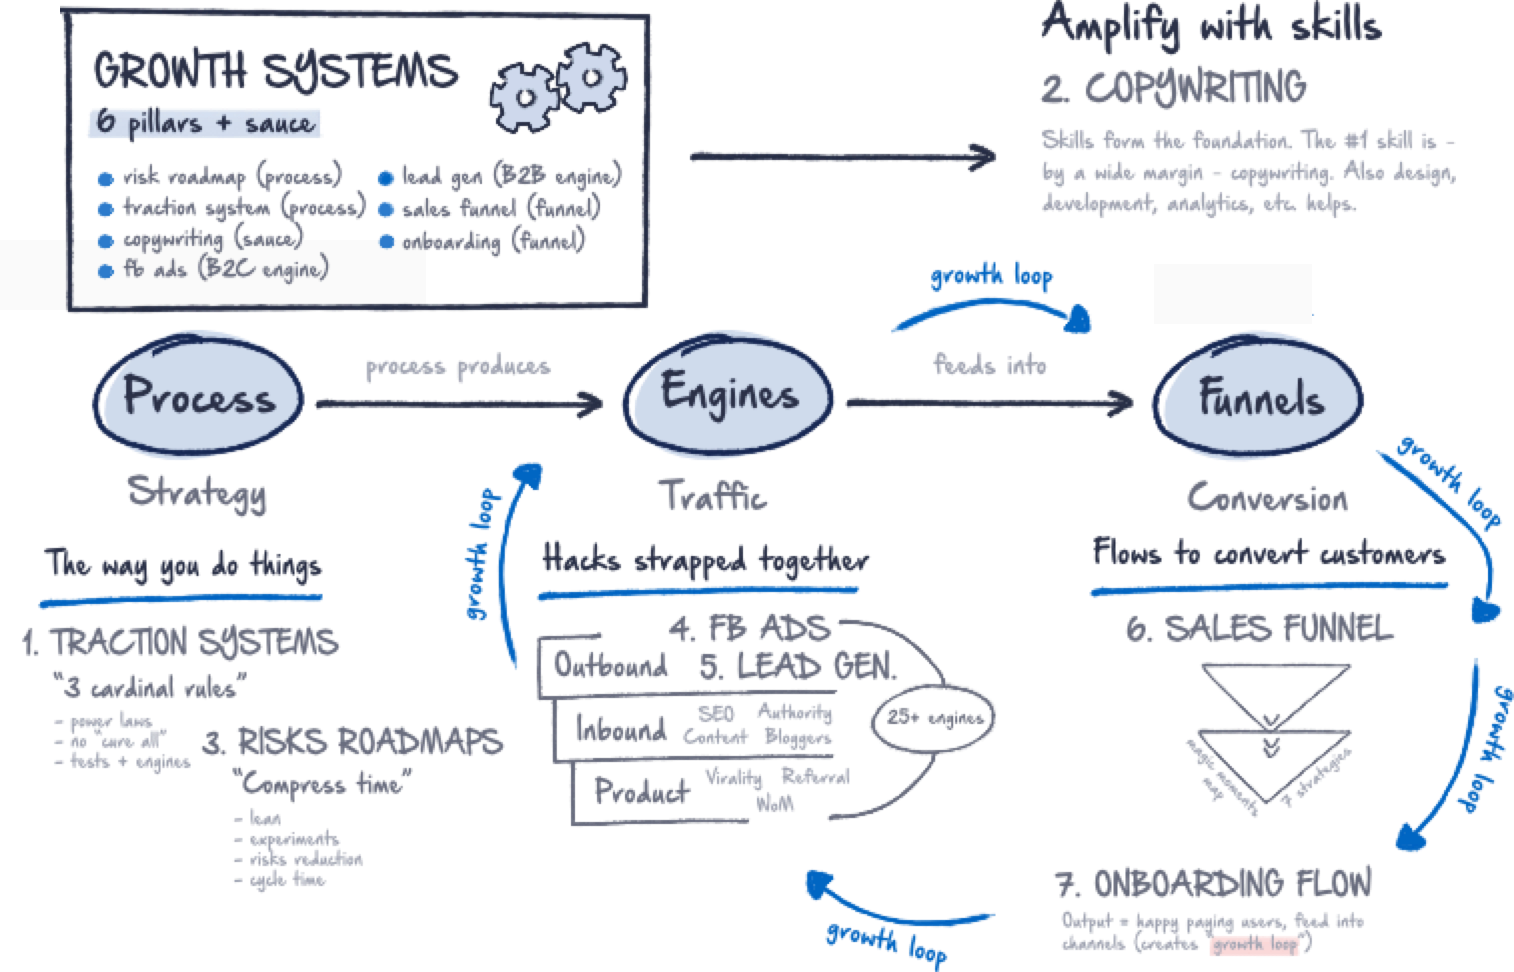 GROWTH SYSTEMS
6 pillars + sauce
risk roadmap (process)
traction system (process)
copywriting (sauce)
fb ads (B2C engine)
lead gen (B2B engine)
sales funnel (funnel)
onboarding (funnel)
Amplify with skills
2. COPYWRITING
Skills form the foundation. The #1 skill is -
by a wide margin - copywriting. Also design,
development, analytics, etc. helps.
growth loop
Process
process produces
Engines
feeds into
Funnels
Strategy
Traffic
Conversion
growth loop
growth loop
The way you do things
1. TRACTION SYSTEMS
"3 cardinal rules"
- power laws
- no "cure all"
- tests + engines
3. RISKS ROADMAPS
"Compress time"
- lean
- experiments
- risks reduction
- cycle time
Hacks strapped together
4. FB ADS
Outbound 5. LEAD GEN.
Inbound
SEO Authority
Content Bloggers
25+ engines
Product
Virality Referral
WoM
Flows to convert customers
6. SALES FUNNEL
magic moments
map
7 strategies
growth loop
7. ONBOARDING FLOW
Output = happy paying users, feed into
channels (creates "growth loop")
growth loop